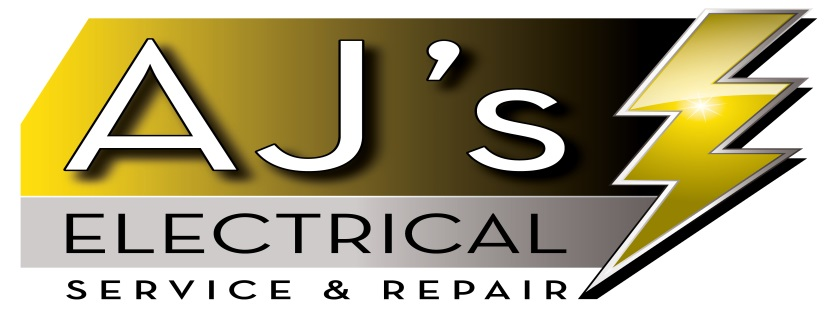 AJ's
ELECTRICAL
SERVICE & REPAIR